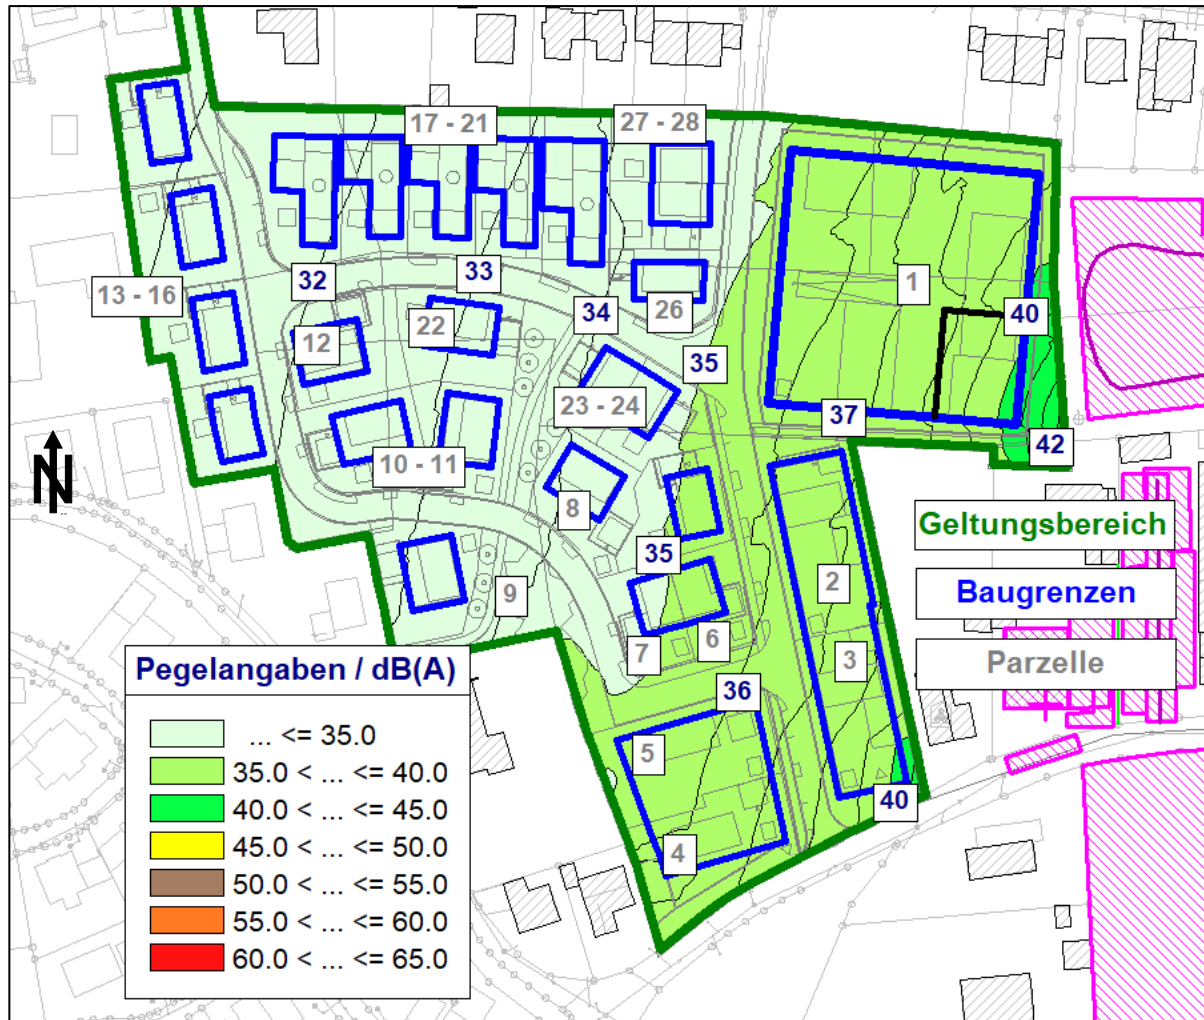 17 - 21
27 - 28
1
13 - 16
32
33
34
26
40
12
22
35
23 - 24
37
42
10 - 11
8
N
Geltungsbereich
35
2
Baugrenzen
9
7
6
3
Parzelle
36
5
40
4
Pegelangaben / dB(A)
... <= 35.0
35.0 < ... <= 40.0
40.0 < ... <= 45.0
45.0 < ... <= 50.0
50.0 < ... <= 55.0
55.0 < ... <= 60.0
60.0 < ... <= 65.0